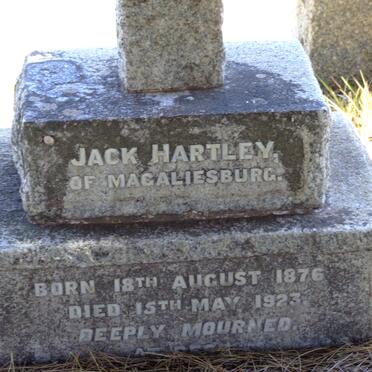 JACK HARTLEY,
OF MAGALIESBURG.
BORN 18TH AUGUST 1876
DIED 15TH MAY 1923.
DEEPLY MOURNED.